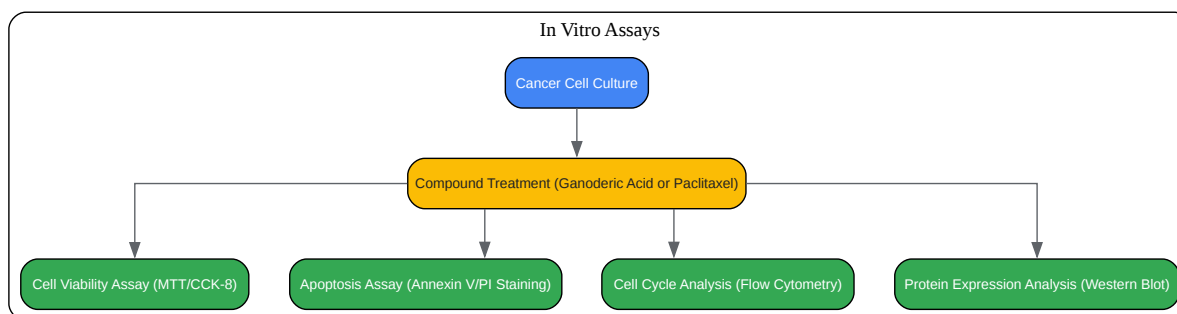 In Vitro Assays
Cancer Cell Culture
Compound Treatment (Ganoderic Acid or Paclitaxel)
Cell Viability Assay (MTT/CCK-8)
Apoptosis Assay (Annexin V/PI Staining)
Cell Cycle Analysis (Flow Cytometry)
Protein Expression Analysis (Western Blot)